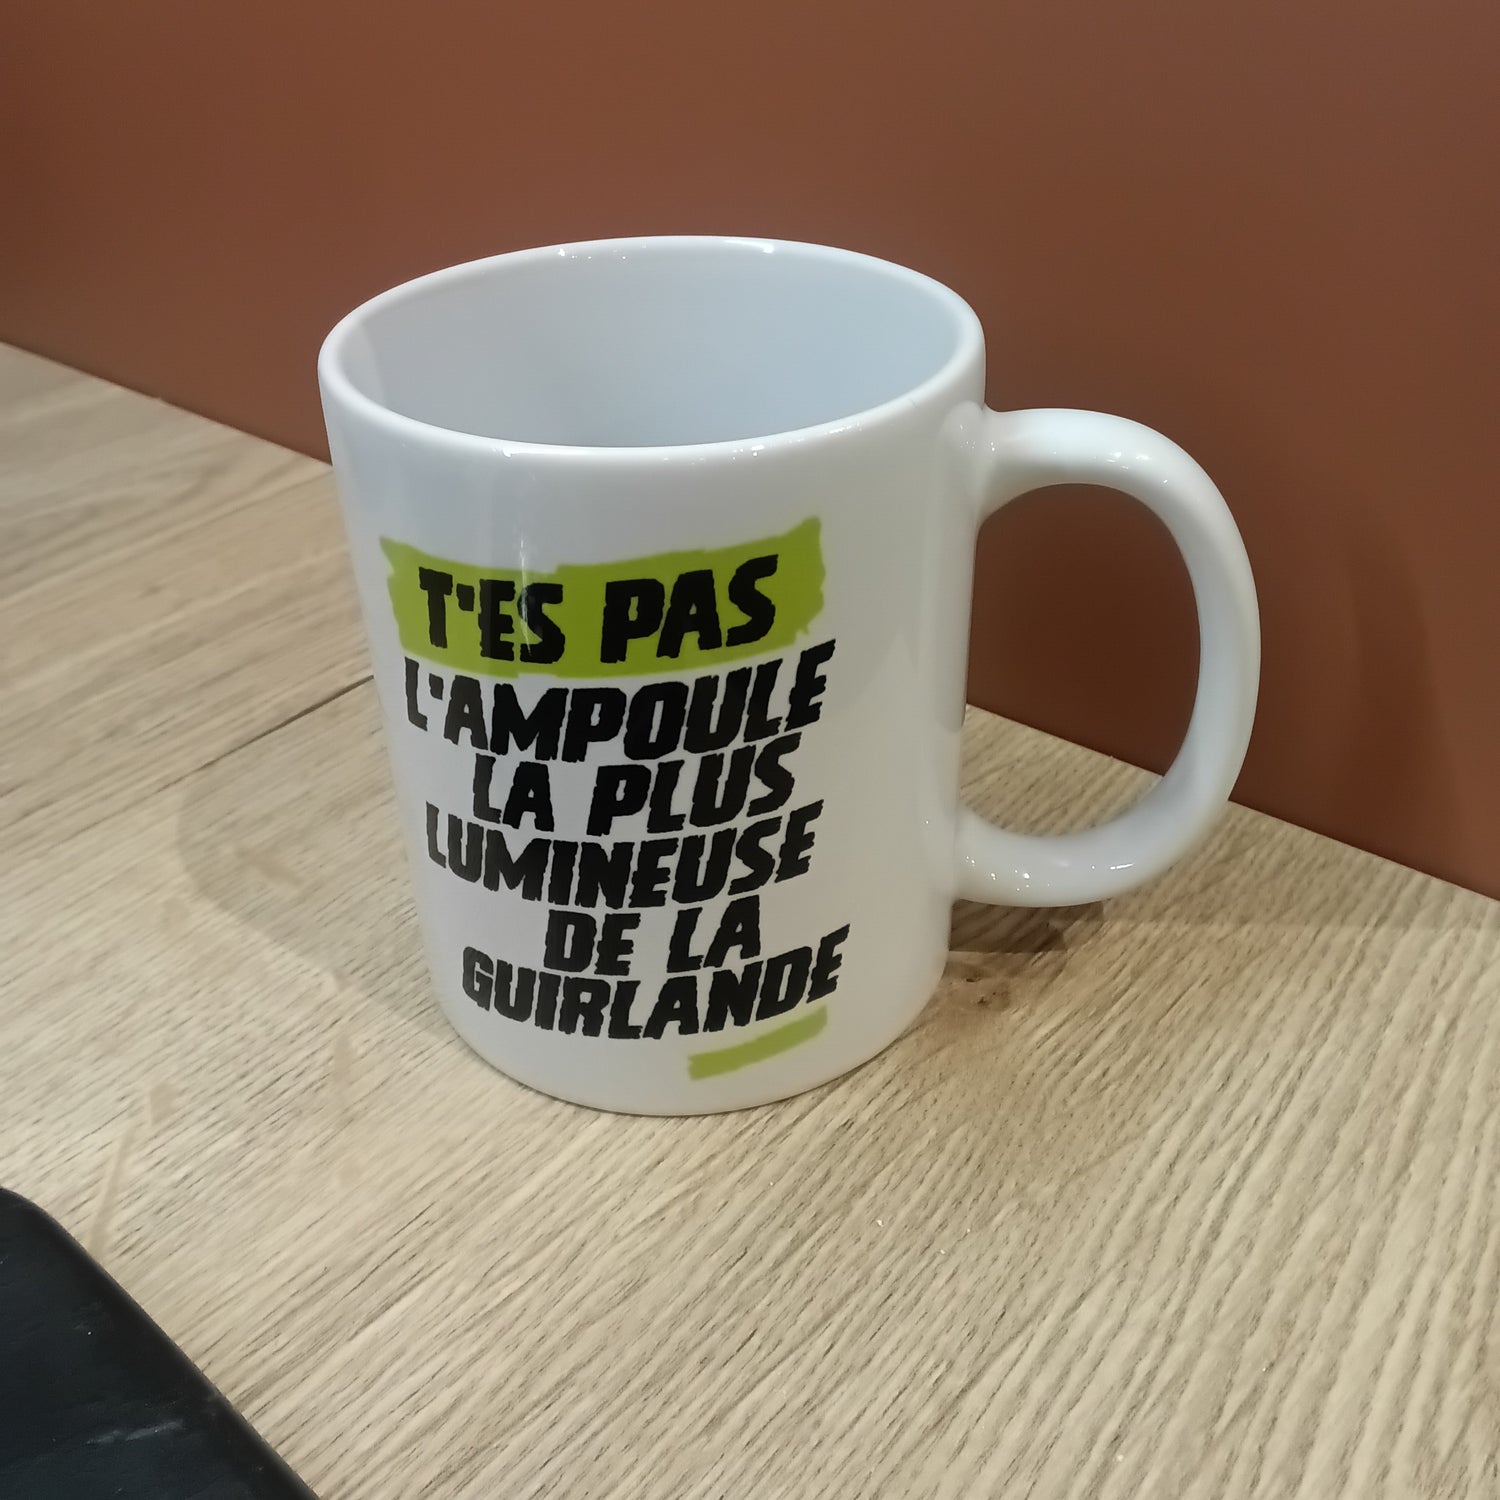 T'ES PAS
L'AMPOULE
LA PLUS
LUMINEUSE
DE LA
GUIRLANDE